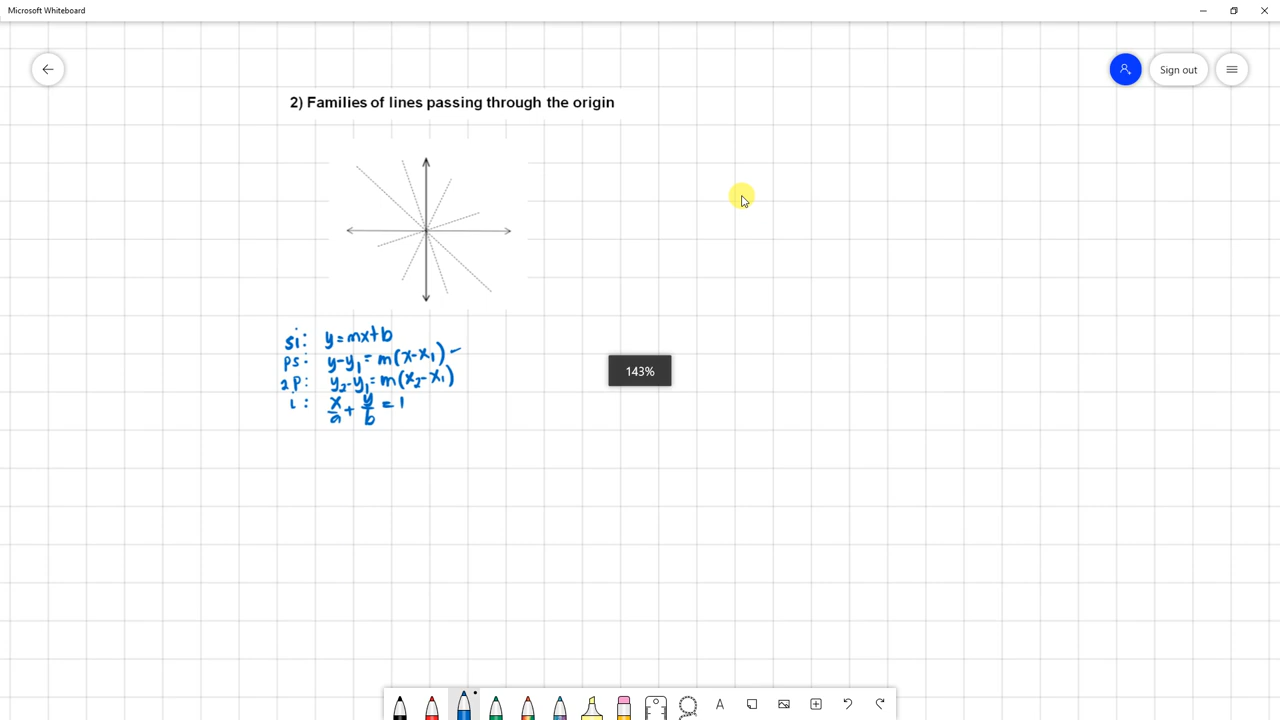 Microsoft Whiteboard
Sign out
2) Families of lines passing through the origin
si: y = mx+b
ps: y-y₁ = m(x-x₁) -
2p: y₂-y₁ = m(x₂-x₁)
i: x/a + y/b = 1
143%
A